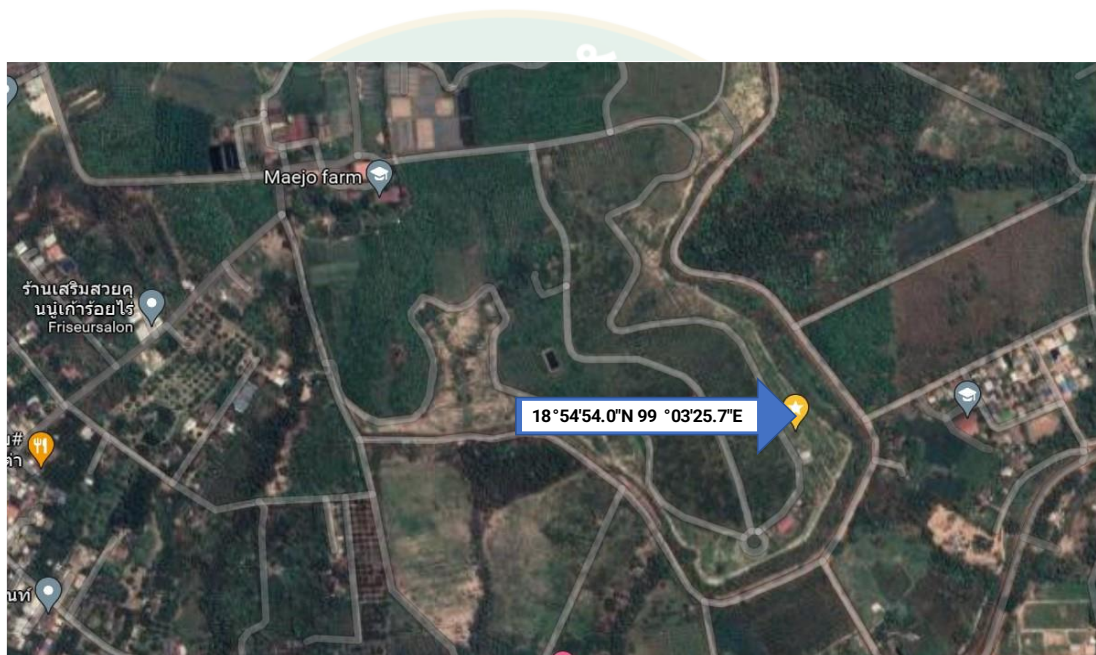 Maejo farm
ร้านเสริมสวยคุ
นนู่เก้าร้อยไร่
Friseursalon
18°54'54.0"N 99 °03'25.7"E
#